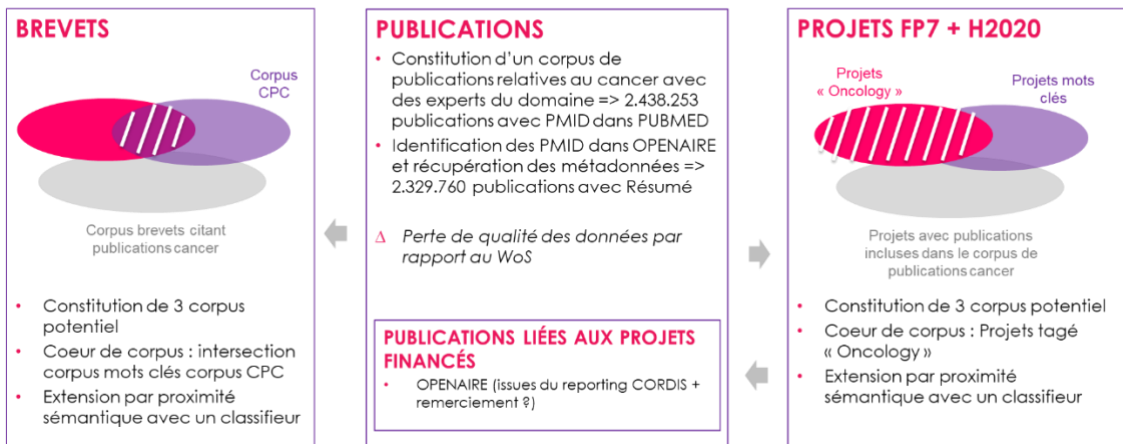 BREVETS
Corpus
CPC
Corpus brevets citant
publications cancer
• Constitution de 3 corpus
potentiel
• Coeur de corpus : intersection
corpus mots clés corpus CPC
• Extension par proximité
sémantique avec un classifieur
PUBLICATIONS
• Constitution d'un corpus de
publications relatives au cancer avec
des experts du domaine => 2.438.253
publications avec PMID dans PUBMED
• Identification des PMID dans OPENAIRE
et récupération des métadonnées =>
2.329.760 publications avec Résumé
Δ Perte de qualité des données par
rapport au WoS
PUBLICATIONS LIÉES AUX PROJETS
FINANCÉS
• OPENAIRE (issues du reporting CORDIS +
remerciement ?)
PROJETS FP7 + H2020
Projets
« Oncology »
Projets mots
clés
Projets avec publications
incluses dans le corpus de
publications cancer
• Constitution de 3 corpus potentiel
• Coeur de corpus : Projets tagé
« Oncology »
• Extension par proximité
sémantique avec un classifieur